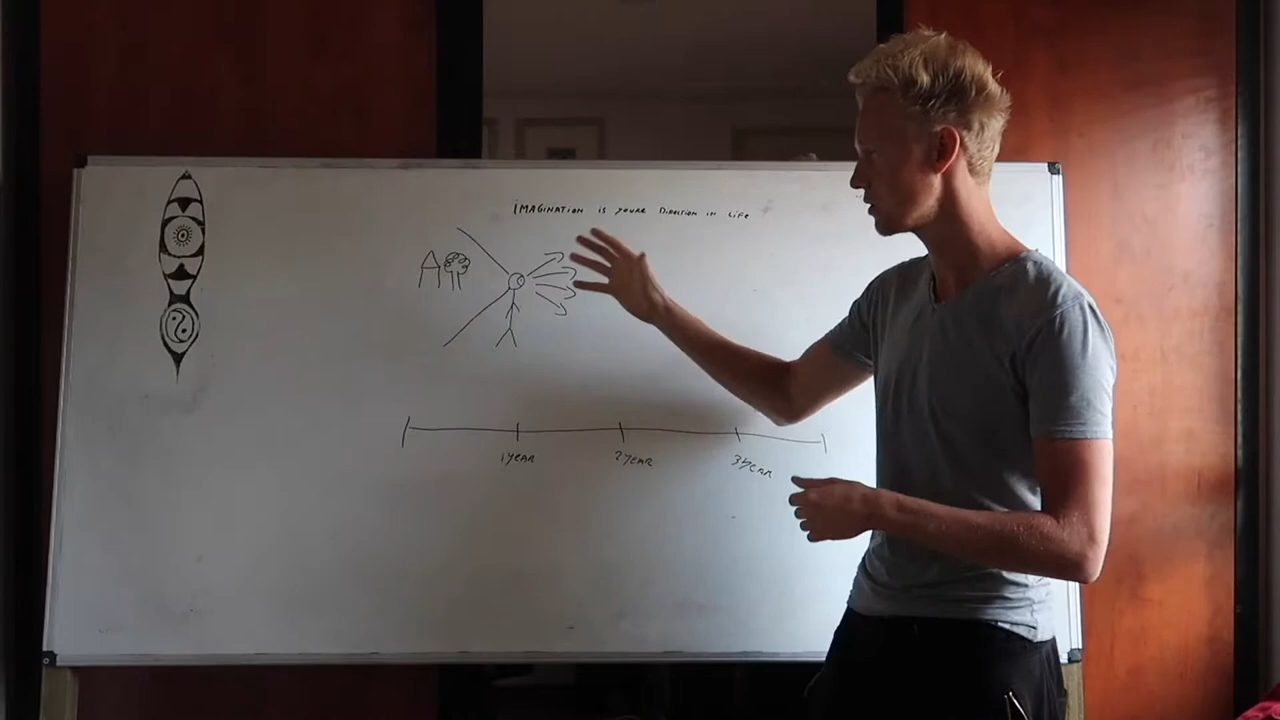 iMAGINATION iS YOURE DIRECTION IN LiFE
1 YEAR
2 YEAR
3 YEAR